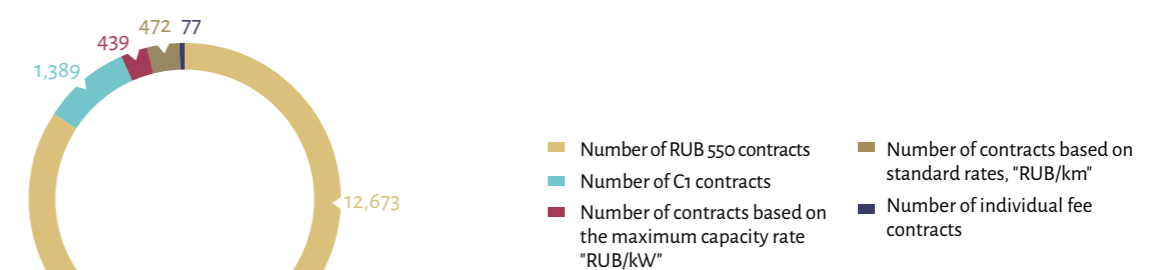 472 77
439
1,389
12,673
Number of RUB 550 contracts
Number of C1 contracts
Number of contracts based on
the maximum capacity rate
"RUB/kW"
Number of contracts based on
standard rates, "RUB/km"
Number of individual fee
contracts